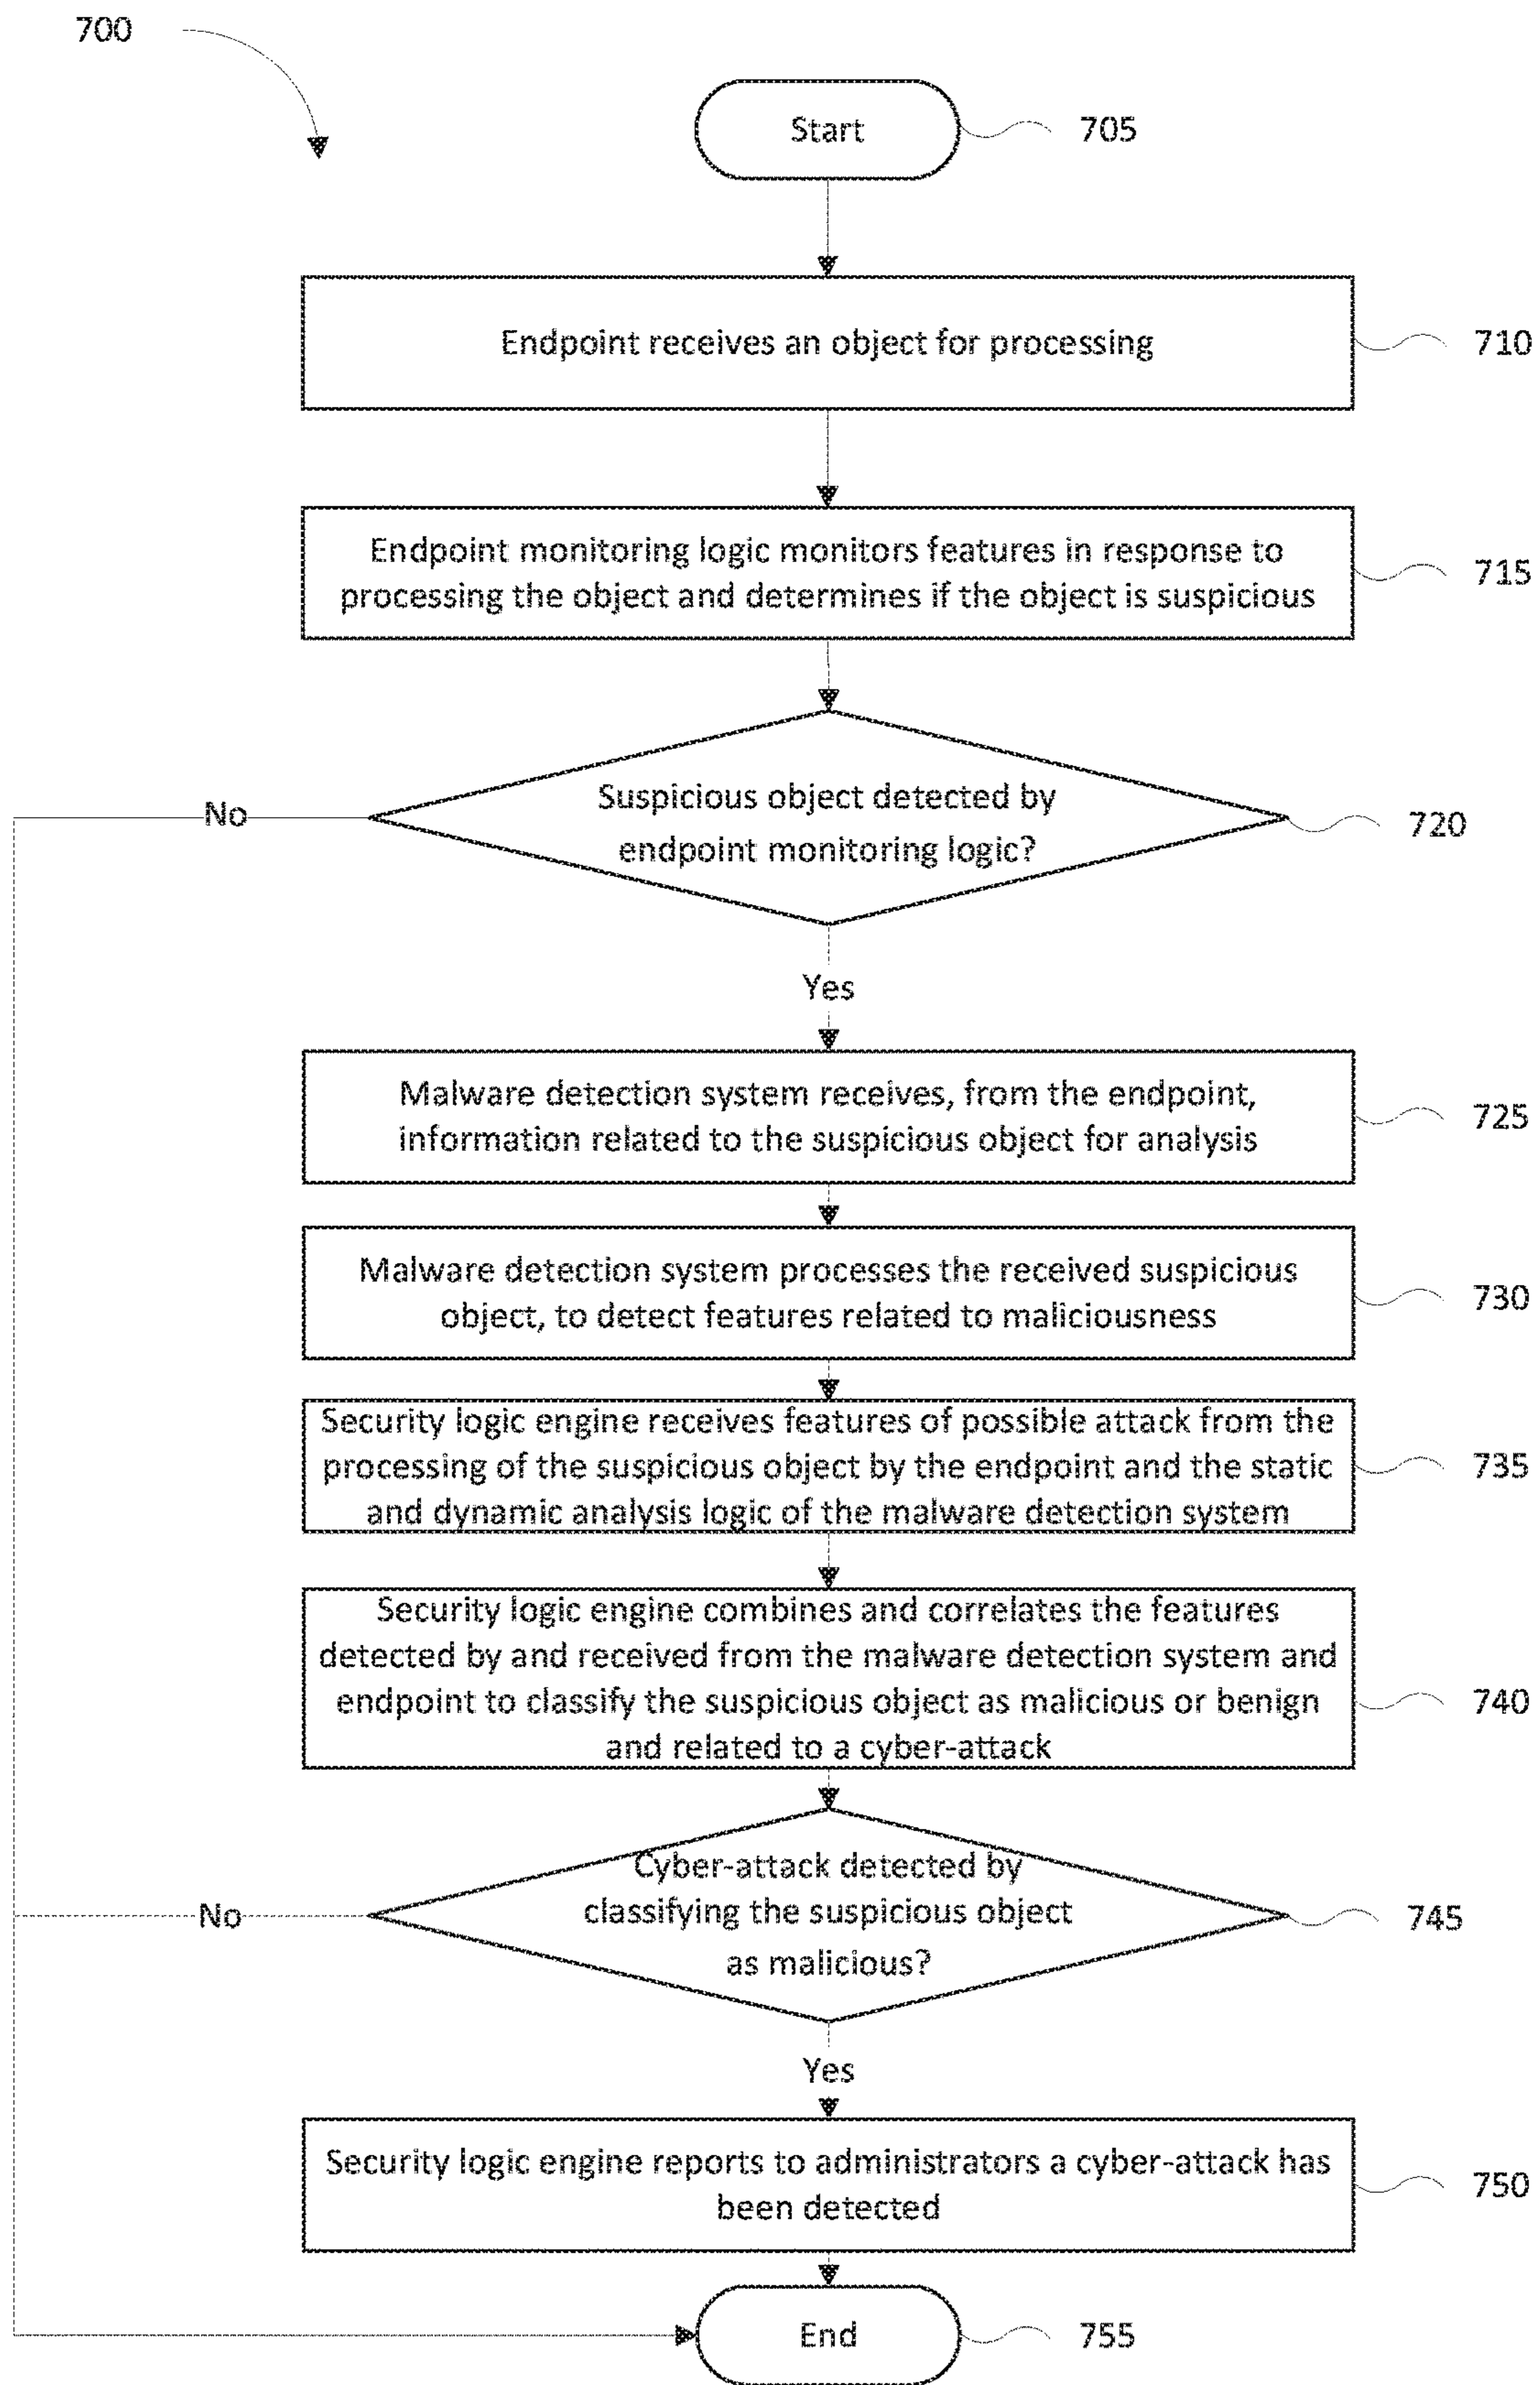 700
Start
705
Endpoint receives an object for processing
710
Endpoint monitoring logic monitors features in response to
processing the object and determines if the object is suspicious
715
Suspicious object detected by
endpoint monitoring logic?
720
No
Yes
Malware detection system receives, from the endpoint,
information related to the suspicious object for analysis
725
Malware detection system processes the received suspicious
object, to detect features related to maliciousness
730
Security logic engine receives features of possible attack from the
processing of the suspicious object by the endpoint and the static
and dynamic analysis logic of the malware detection system
735
Security logic engine combines and correlates the features
detected by and received from the malware detection system and
endpoint to classify the suspicious object as malicious or benign
and related to a cyber-attack
740
Cyber-attack detected by
classifying the suspicious object
as malicious?
745
No
Yes
Security logic engine reports to administrators a cyber-attack has
been detected
750
End
755